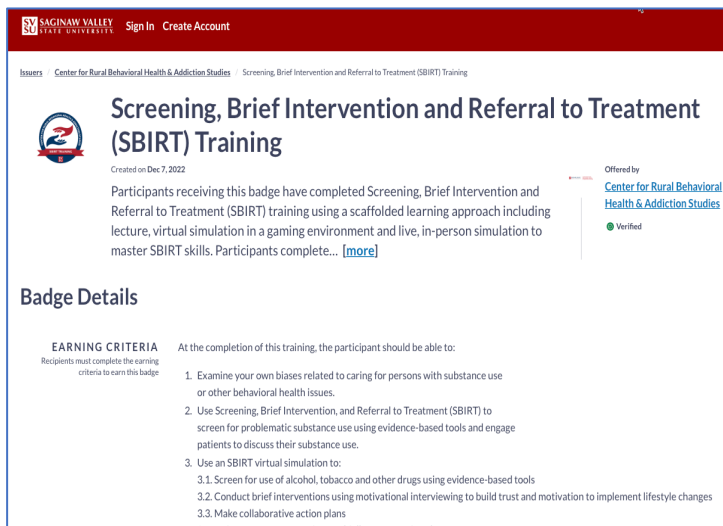 SAGINAW VALLEY
STATE UNIVERSITY
Sign In Create Account
Issuers / Center for Rural Behavioral Health & Addiction Studies / Screening, Brief Intervention and Referral to Treatment (SBIRT) Training
Screening, Brief Intervention and Referral to Treatment
(SBIRT) Training
Created on Dec 7, 2022
Participants receiving this badge have completed Screening, Brief Intervention and
Referral to Treatment (SBIRT) training using a scaffolded learning approach including
lecture, virtual simulation in a gaming environment and live, in-person simulation to
master SBIRT skills. Participants complete... [more]
Offered by
Center for Rural Behavioral
Health & Addiction Studies
Verified
Badge Details
EARNING CRITERIA
Recipients must complete the earning
criteria to earn this badge
At the completion of this training, the participant should be able to:
1. Examine your own biases related to caring for persons with substance use
or other behavioral health issues.
2. Use Screening, Brief Intervention, and Referral to Treatment (SBIRT) to
screen for problematic substance use using evidence-based tools and engage
patients to discuss their substance use.
3. Use an SBIRT virtual simulation to:
3.1. Screen for use of alcohol, tobacco and other drugs using evidence-based tools
3.2. Conduct brief interventions using motivational interviewing to build trust and motivation to implement lifestyle changes
3.3. Make collaborative action plans